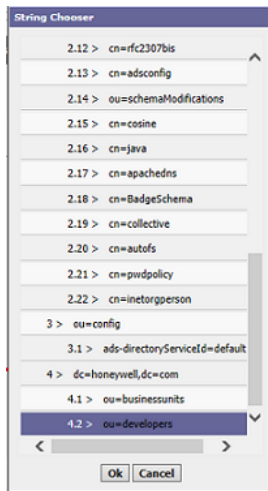 String Chooser
2.12 > cn=rfc2307bis
2.13 > cn=adsconfig
2.14 > ou=schemaModifications
2.15 > cn=cosine
2.16 > cn=java
2.17 > cn=apachedns
2.18 > cn=BadgeSchema
2.19 > cn=collective
2.20 > cn=autofs
2.21 > cn=pwdpolicy
2.22 > cn=inetorgperson
3 > ou=config
3.1 > ads-directoryServiceId=default
4 > dc=honeywell,dc=com
4.1 > ou=businessunits
4.2 > ou=developers
Ok Cancel